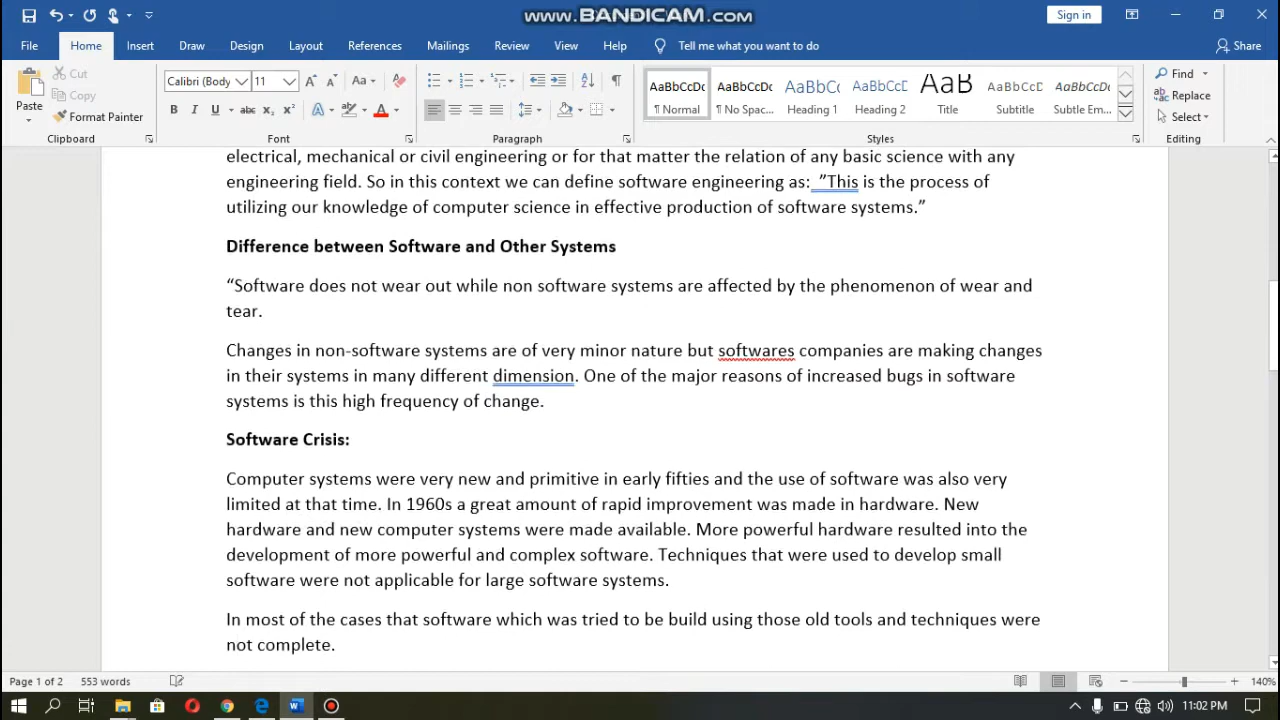 www.BANDICAM.com
Sign in
File Home Insert Draw Design Layout References Mailings Review View Help Tell me what you want to do Share
Paste
Cut
Copy
Format Painter
Clipboard
Calibri (Body 11
Font
Paragraph
AaBbCcDc AaBbCcDc AaBbCc AaBbCcD AaB AaBbCcD AaBbCcDc
¶ Normal ¶ No Spac... Heading 1 Heading 2 Title Subtitle Subtle Em...
Styles
Find
Replace
Select
Editing
electrical, mechanical or civil engineering or for that matter the relation of any basic science with any
engineering field. So in this context we can define software engineering as: ”This is the process of
utilizing our knowledge of computer science in effective production of software systems.”
Difference between Software and Other Systems
“Software does not wear out while non software systems are affected by the phenomenon of wear and
tear.
Changes in non-software systems are of very minor nature but softwares companies are making changes
in their systems in many different dimension. One of the major reasons of increased bugs in software
systems is this high frequency of change.
Software Crisis:
Computer systems were very new and primitive in early fifties and the use of software was also very
limited at that time. In 1960s a great amount of rapid improvement was made in hardware. New
hardware and new computer systems were made available. More powerful hardware resulted into the
development of more powerful and complex software. Techniques that were used to develop small
software were not applicable for large software systems.
In most of the cases that software which was tried to be build using those old tools and techniques were
not complete.
Page 1 of 2 553 words 140%
11:02 PM